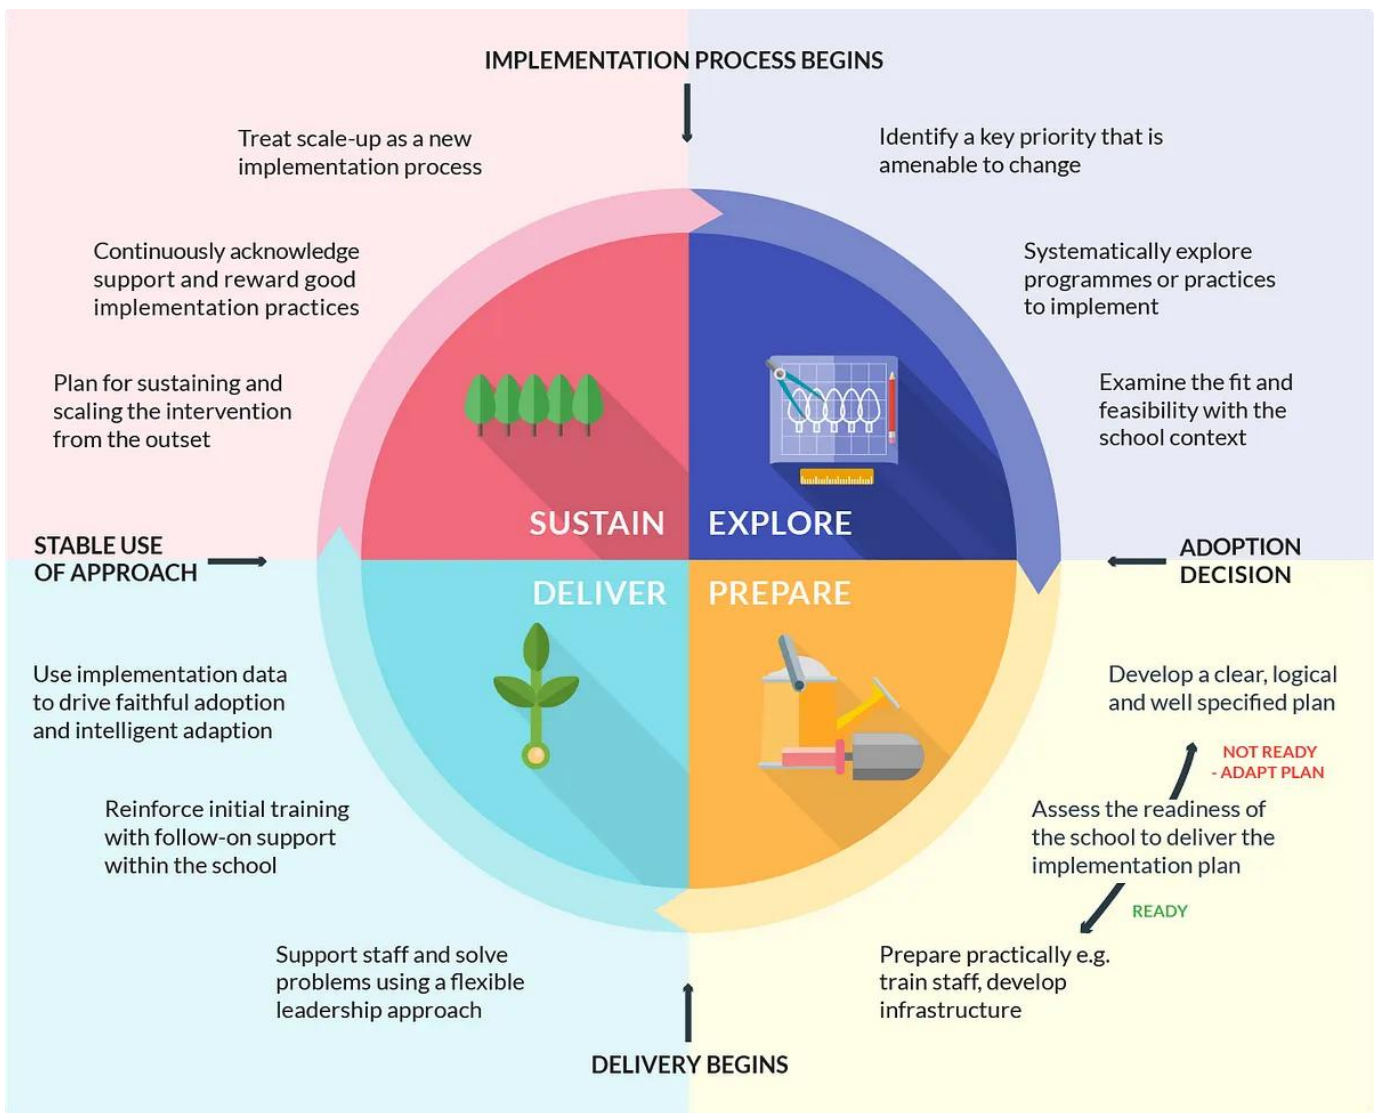 IMPLEMENTATION PROCESS BEGINS
Treat scale-up as a new
implementation process
Continuously acknowledge
support and reward good
implementation practices
Plan for sustaining and
scaling the intervention
from the outset
Identify a key priority that is
amenable to change
Systematically explore
programmes or practices
to implement
Examine the fit and
feasibility with the
school context
SUSTAIN
EXPLORE
STABLE USE
OF APPROACH
ADOPTION
DECISION
DELIVER
PREPARE
Use implementation data
to drive faithful adoption
and intelligent adaption
Reinforce initial training
with follow-on support
within the school
Support staff and solve
problems using a flexible
leadership approach
Develop a clear, logical
and well specified plan
NOT READY
- ADAPT PLAN
Assess the readiness of
the school to deliver the
implementation plan
READY
Prepare practically e.g.
train staff, develop
infrastructure
DELIVERY BEGINS